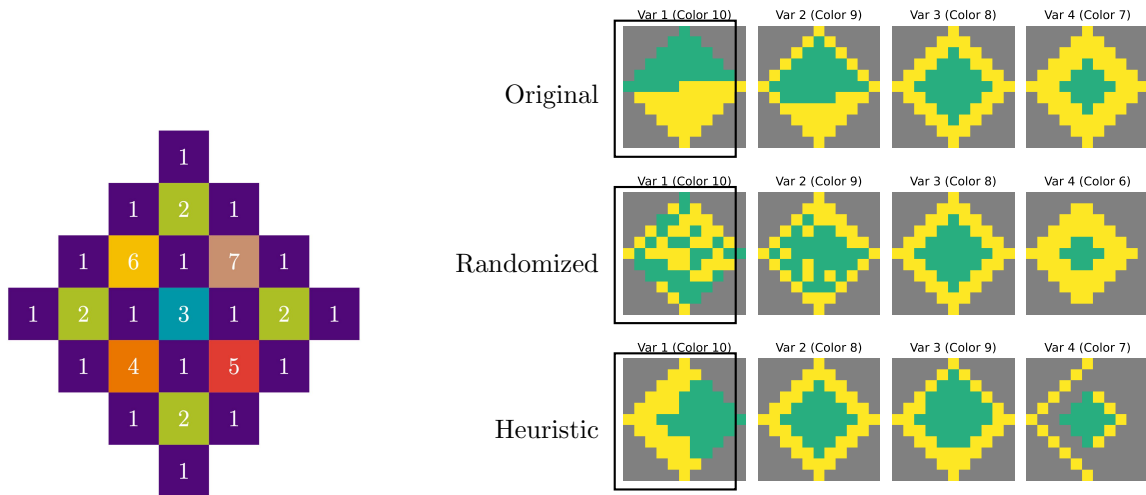 1
1 2 1
1 6 1 7 1
1 2 1 3 1 2 1
1 4 1 5 1
1 2 1
1
Var 1 (Color 10) Var 2 (Color 9) Var 3 (Color 8) Var 4 (Color 7)
Original
Var 1 (Color 10) Var 2 (Color 9) Var 3 (Color 8) Var 4 (Color 6)
Randomized
Var 1 (Color 10) Var 2 (Color 8) Var 3 (Color 9) Var 4 (Color 7)
Heuristic